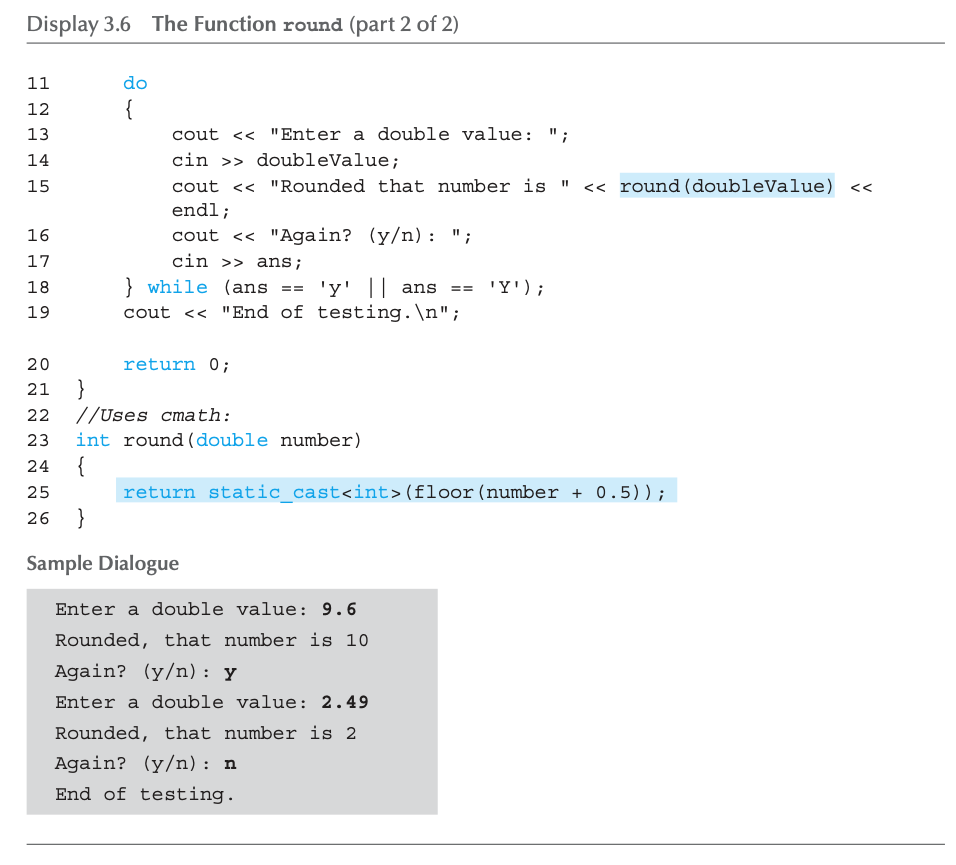 Display 3.6 The Function round (part 2 of 2)
11 do
12 {
13 cout << "Enter a double value: ";
14 cin >> doubleValue;
15 cout << "Rounded that number is " << round(doubleValue) <<
endl;
16 cout << "Again? (y/n): ";
17 cin >> ans;
18 } while (ans == 'y' || ans == 'Y');
19 cout << "End of testing.\n";
20 return 0;
21 }
22 //Uses cmath:
23 int round(double number)
24 {
25 return static_cast<int>(floor(number + 0.5));
26 }
Sample Dialogue
Enter a double value: 9.6
Rounded, that number is 10
Again? (y/n): y
Enter a double value: 2.49
Rounded, that number is 2
Again? (y/n): n
End of testing.